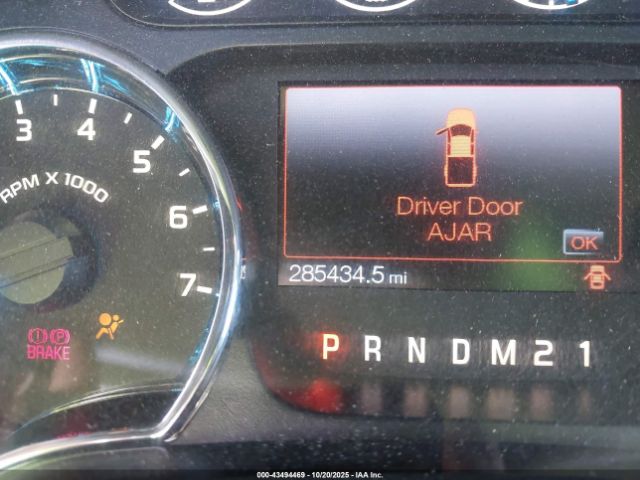 3 4 5 6 7
RPM X 1000
Driver Door
AJAR
OK
285434.5 mi
P
BRAKE
P R N D M 2 1
000-43494469 - 10/20/2025 - IAA Inc.